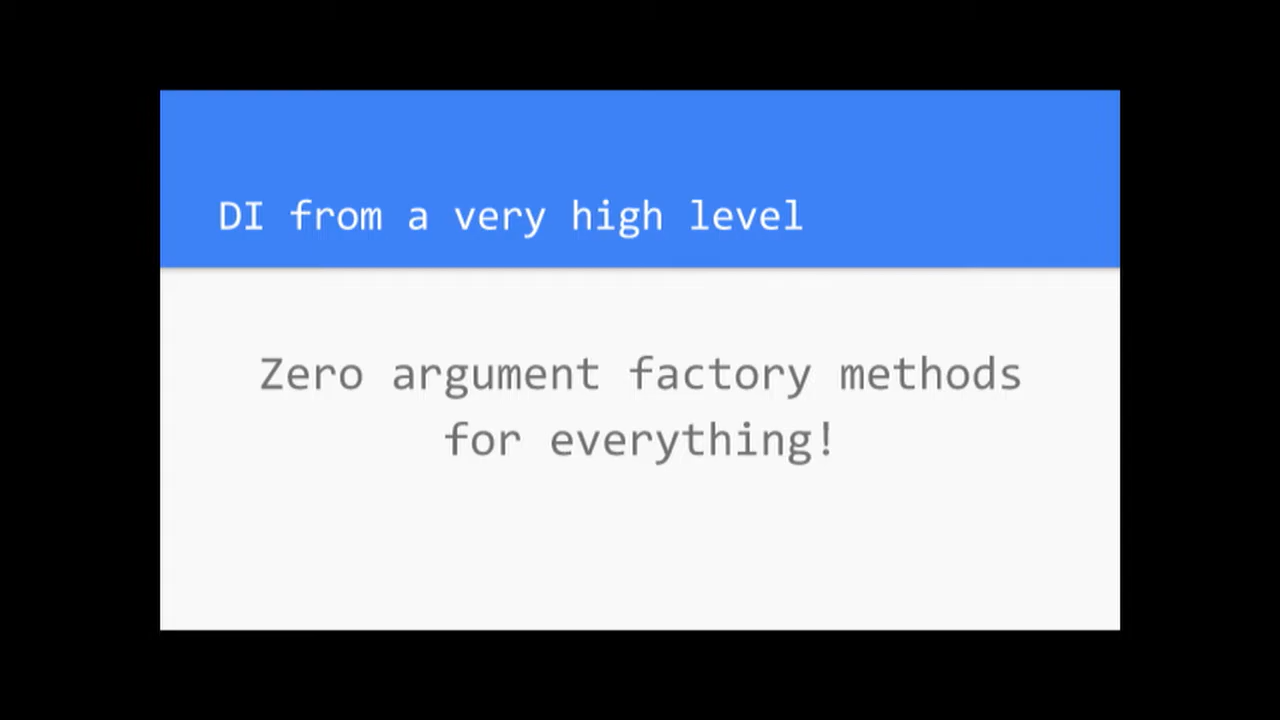 DI from a very high level
Zero argument factory methods
for everything!